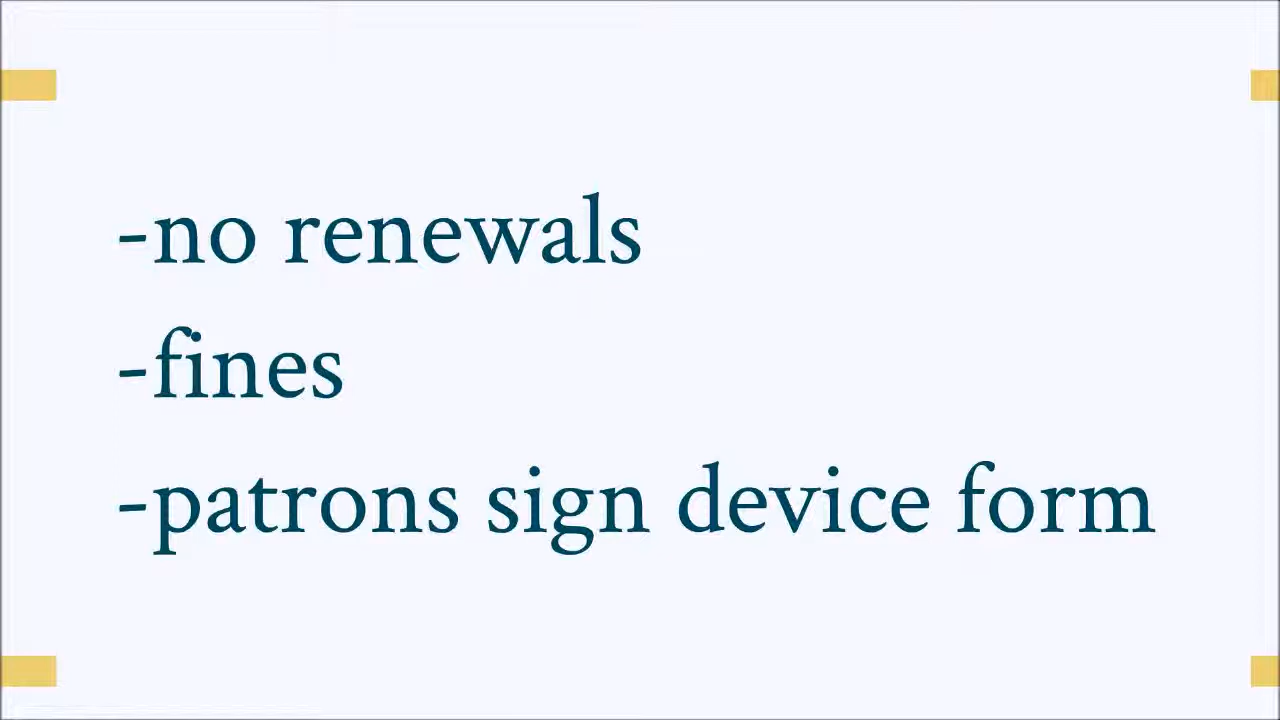 -no renewals
-fines
-patrons sign device form